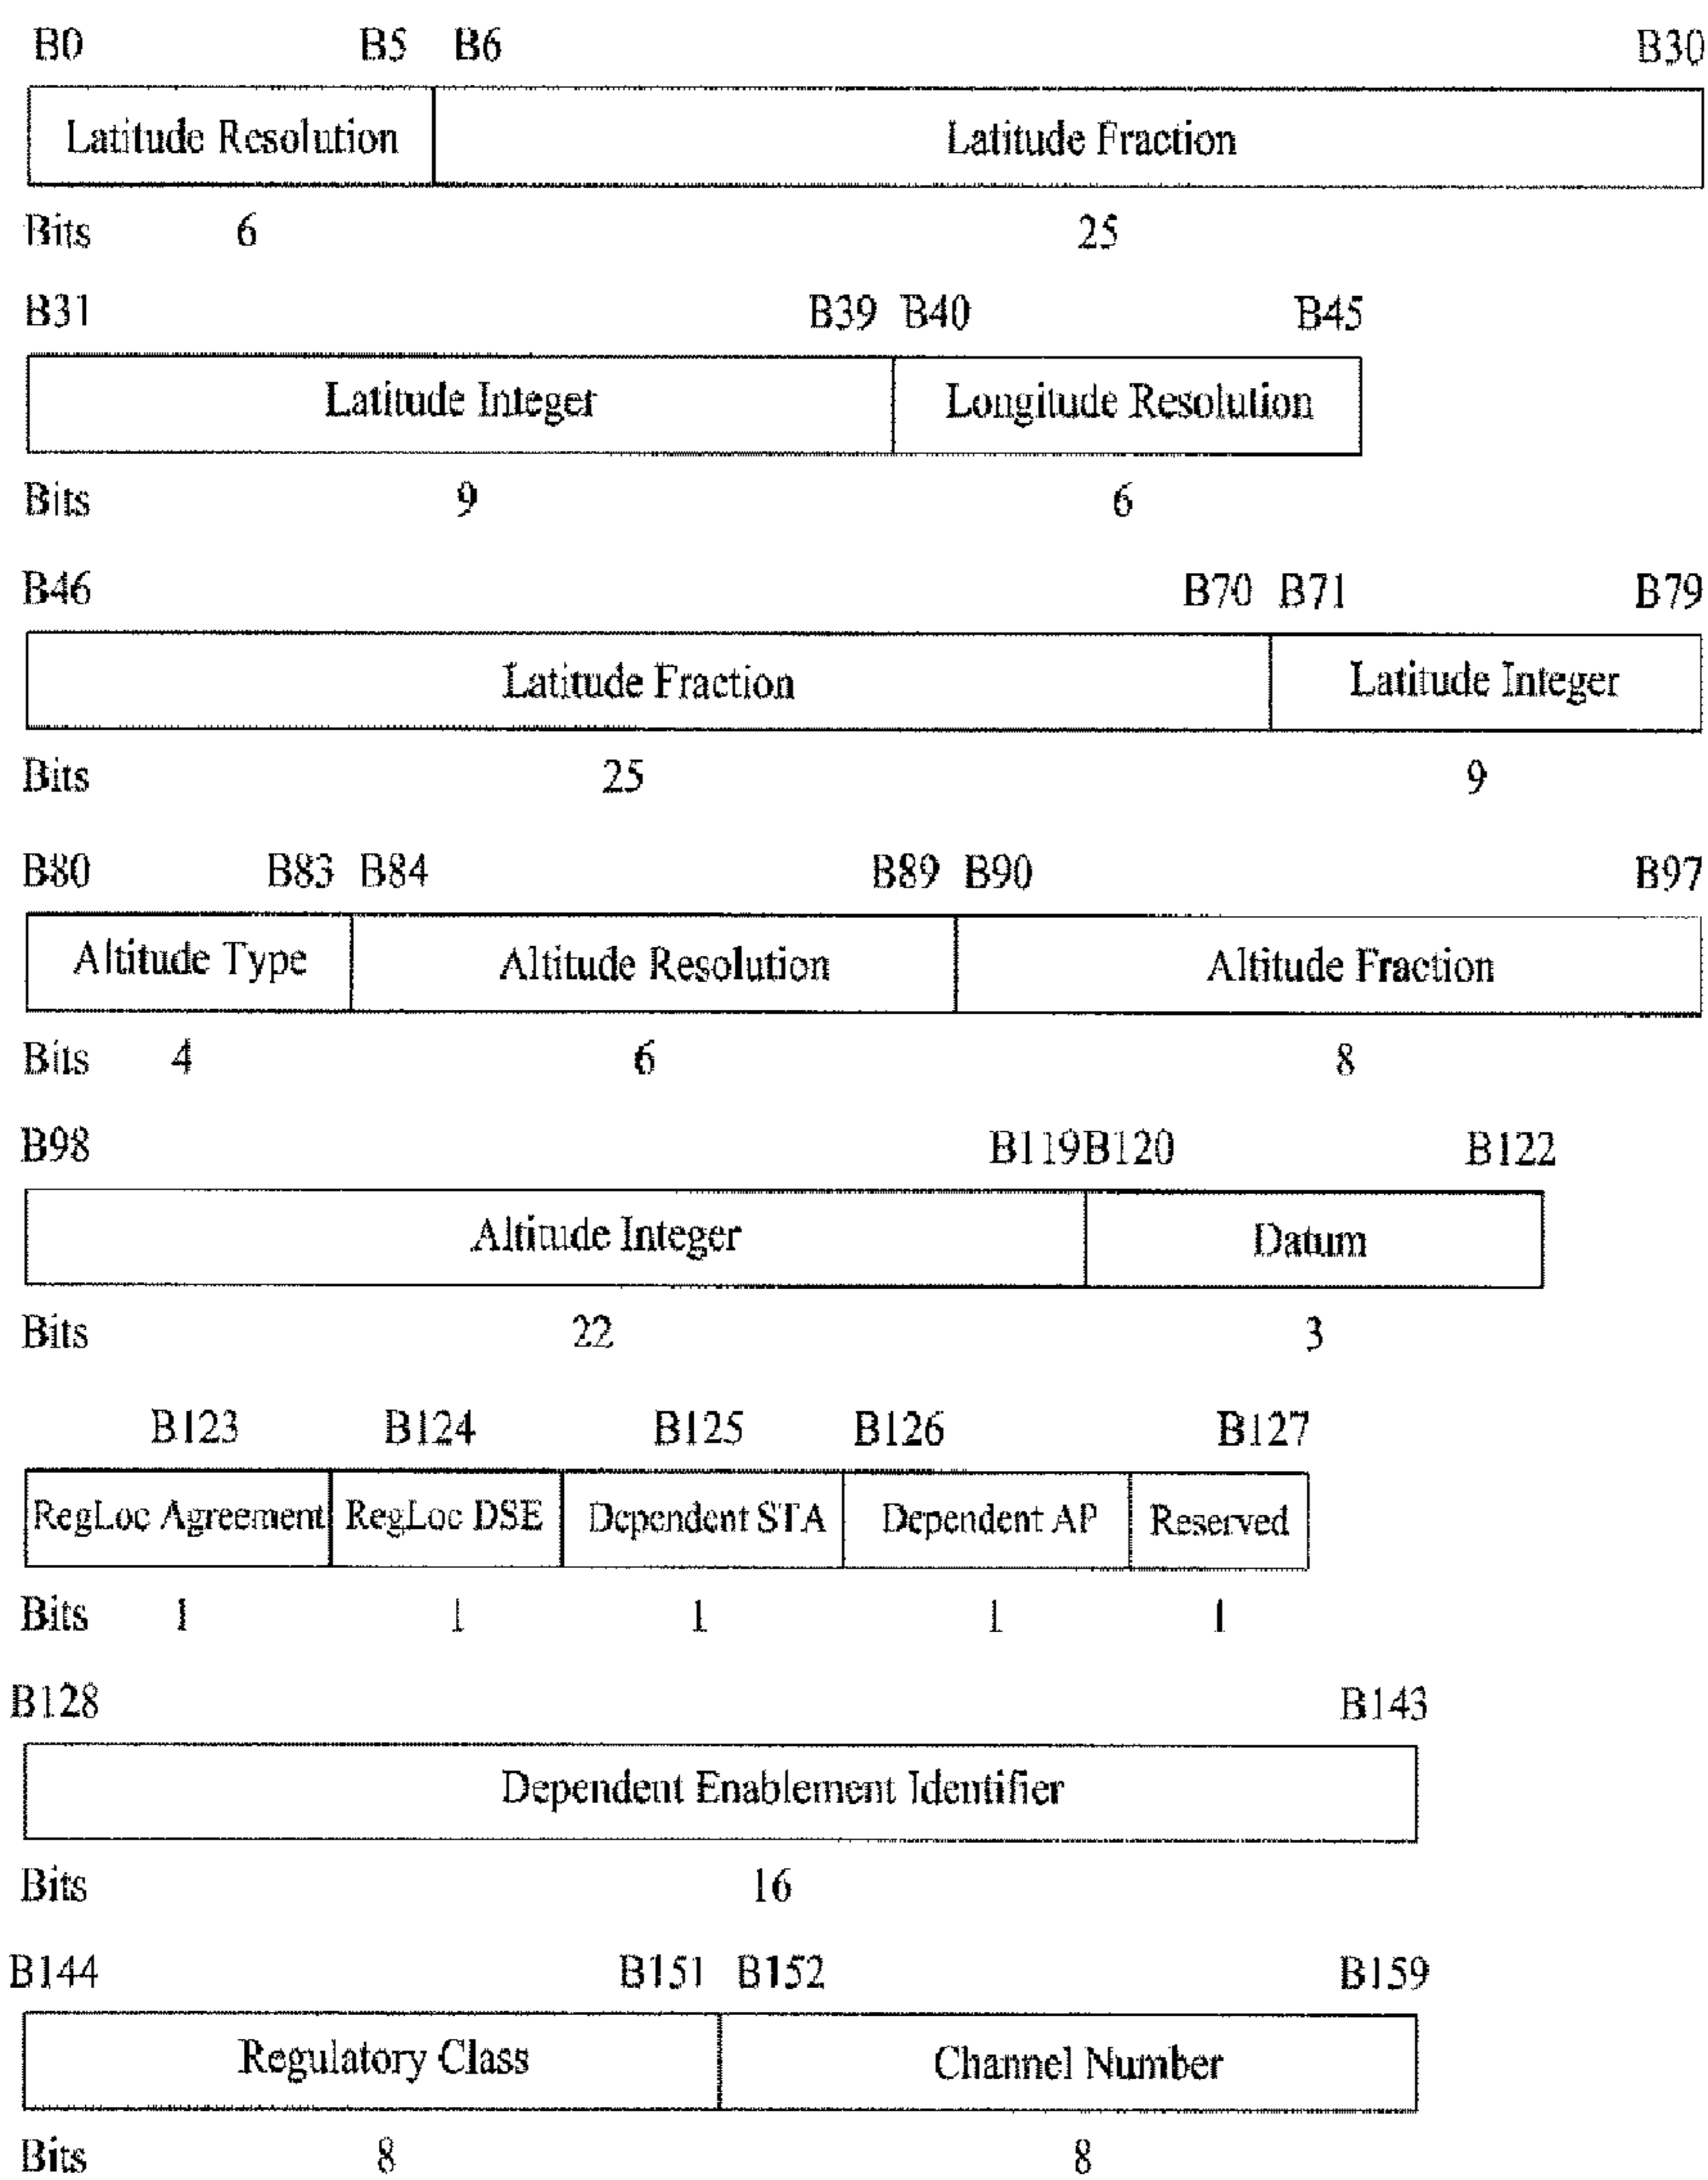 B0 B5 B6 B30
Latitude Resolution Latitude Fraction
Bits 6 25
B31 B39 B40 B45
Latitude Integer Longitude Resolution
Bits 9 6
B46 B70 B71 B79
Latitude Fraction Latitude Integer
Bits 25 9
B80 B83 B84 B89 B90 B97
Altitude Type Altitude Resolution Altitude Fraction
Bits 4 6 8
B98 B119 B120 B122
Altitude Integer Datum
Bits 22 3
B123 B124 B125 B126 B127
RegLoc Agreement RegLoc DSE Dependent STA Dependent AP Reserved
Bits 1 1 1 1 1
B128 B143
Dependent Enablement Identifier
Bits 16
B144 B151 B152 B159
Regulatory Class Channel Number
Bits 8 8